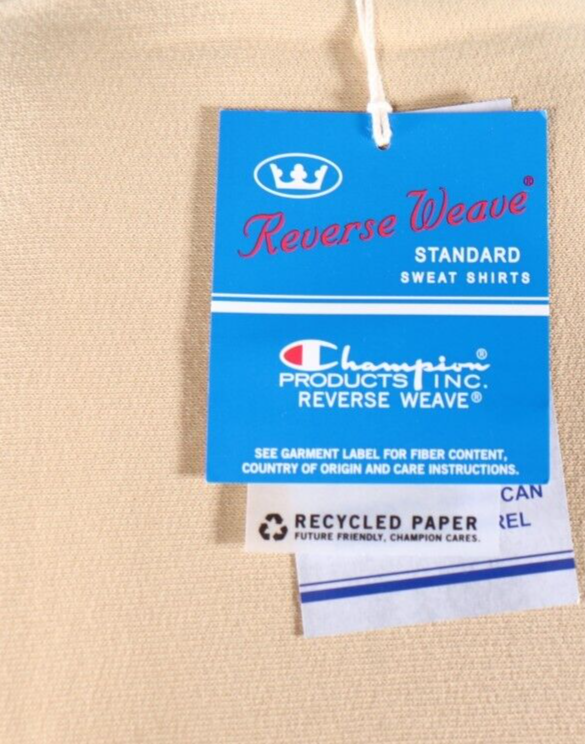 Reverse Weave®
STANDARD
SWEAT SHIRTS
Champion®
PRODUCTS INC.
REVERSE WEAVE®
SEE GARMENT LABEL FOR FIBER CONTENT,
COUNTRY OF ORIGIN AND CARE INSTRUCTIONS.
CAN
REL
RECYCLED PAPER
FUTURE FRIENDLY, CHAMPION CARES.